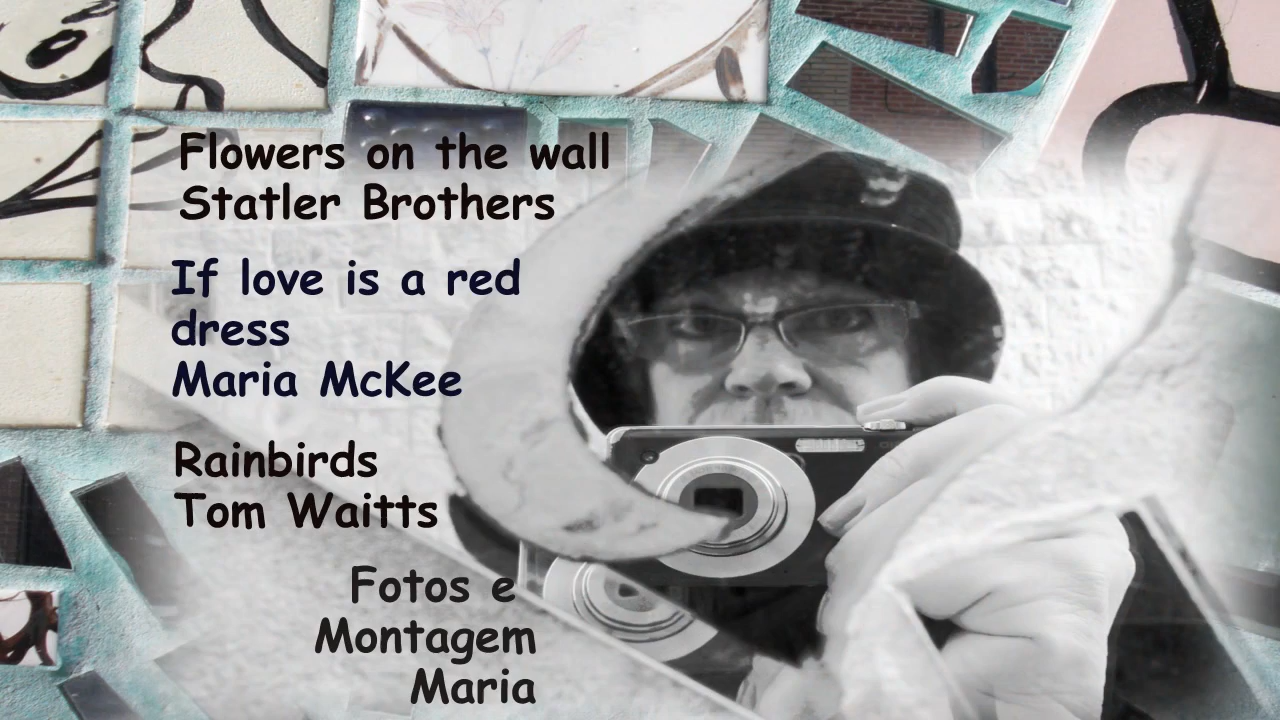 Flowers on the wall
Statler Brothers
If love is a red
dress
Maria McKee
Rainbirds
Tom Waitts
Fotos e
Montagem
Maria